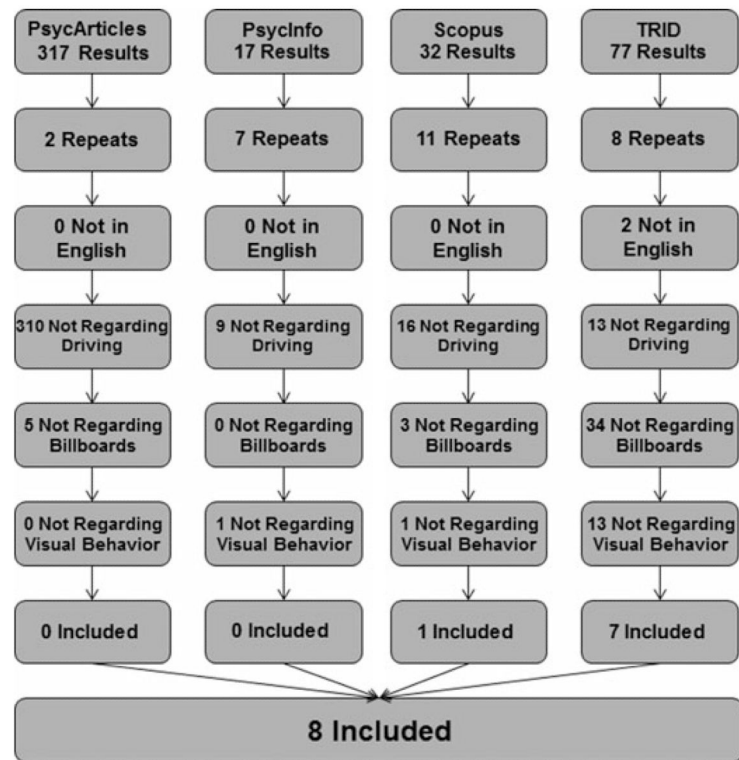 PsycArticles
317 Results
PsycInfo
17 Results
Scopus
32 Results
TRID
77 Results
2 Repeats
7 Repeats
11 Repeats
8 Repeats
0 Not in
English
0 Not in
English
0 Not in
English
2 Not in
English
310 Not Regarding
Driving
9 Not Regarding
Driving
16 Not Regarding
Driving
13 Not Regarding
Driving
5 Not Regarding
Billboards
0 Not Regarding
Billboards
3 Not Regarding
Billboards
34 Not Regarding
Billboards
0 Not Regarding
Visual Behavior
1 Not Regarding
Visual Behavior
1 Not Regarding
Visual Behavior
13 Not Regarding
Visual Behavior
0 Included
0 Included
1 Included
7 Included
8 Included